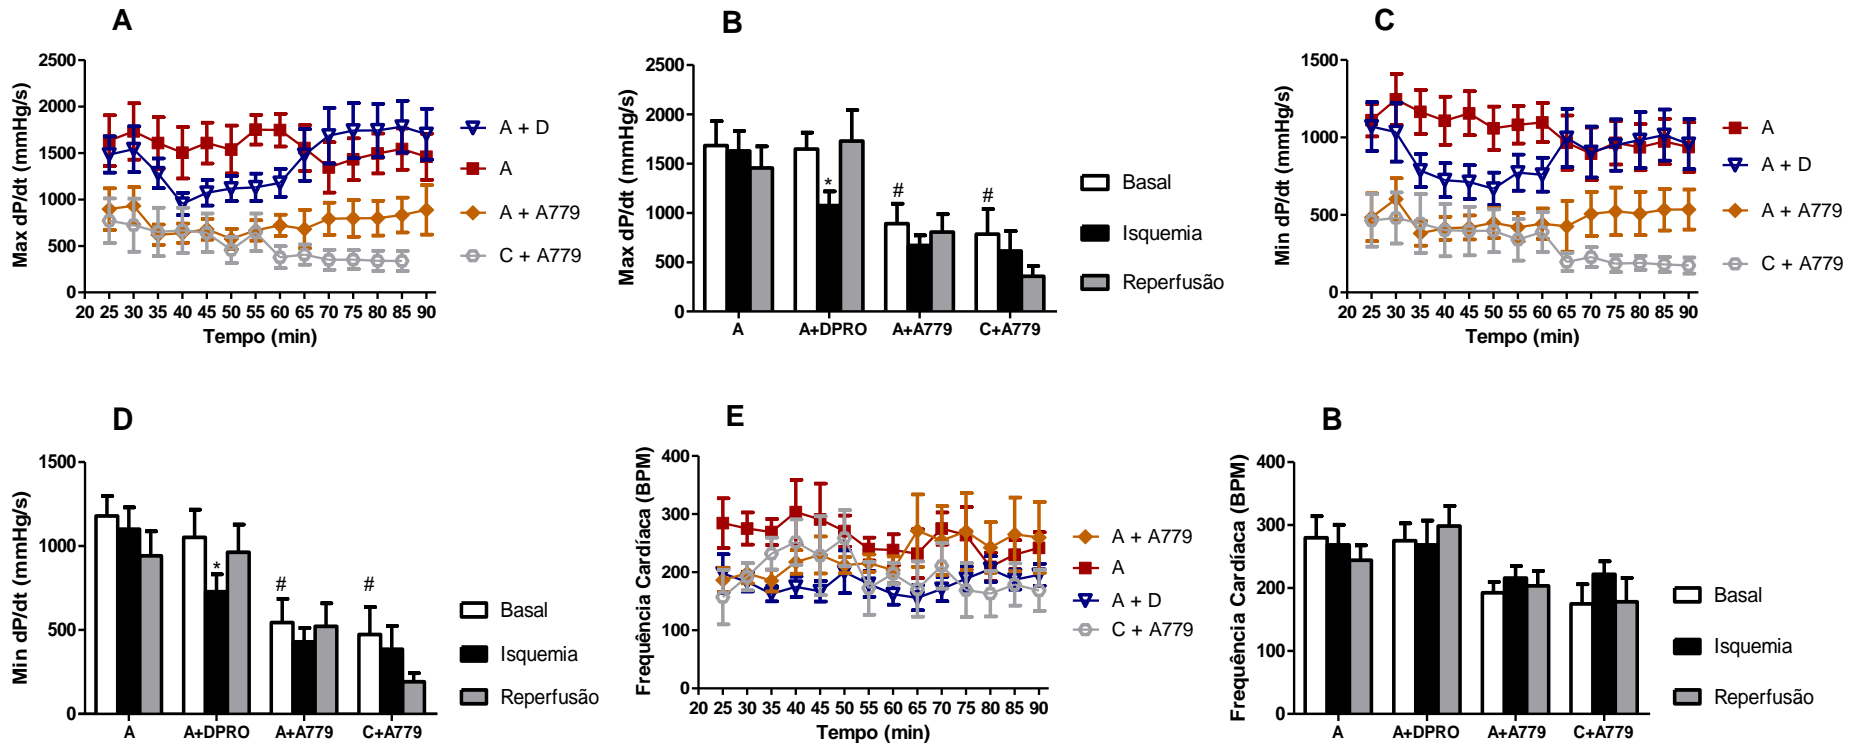 A
Max dP/dt (mmHg/s)
2500
2000
1500
1000
500
0
20 25 30 35 40 45 50 55 60 65 70 75 80 85 90
Tempo (min)
A + D
A
A + A779
C + A779
B
Max dP/dt (mmHg/s)
2500
2000
1500
1000
500
0
*
#
#
A A+DPRO A+A779 C+A779
Basal
Isquemia
Reperfusão
C
Min dP/dt (mmHg/s)
1500
1000
500
0
20 25 30 35 40 45 50 55 60 65 70 75 80 85 90
Tempo (min)
A
A + D
A + A779
C + A779
D
Min dP/dt (mmHg/s)
1500
1000
500
0
*
#
#
A A+DPRO A+A779 C+A779
Basal
Isquemia
Reperfusão
E
Frequência Cardíaca (BPM)
400
300
200
100
0
20 25 30 35 40 45 50 55 60 65 70 75 80 85 90
Tempo (min)
A + A779
A
A + D
C + A779
B
Frequência Cardíaca (BPM)
400
300
200
100
0
A A+DPRO A+A779 C+A779
Basal
Isquemia
Reperfusão